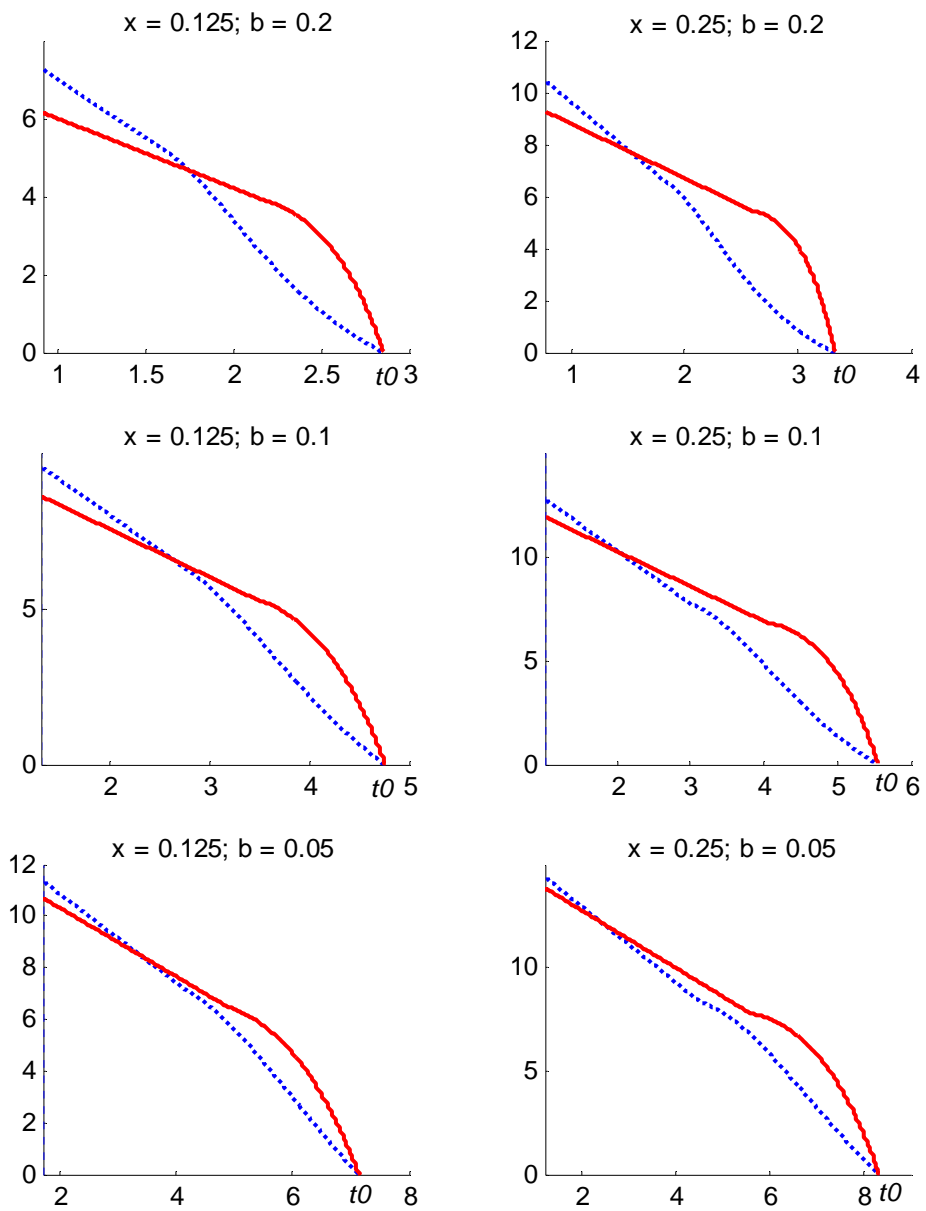 x = 0.125; b = 0.2
6
4
2
0
1 1.5 2 2.5 t0 3
x = 0.25; b = 0.2
12
10
8
6
4
2
0
1 2 3 t0 4
x = 0.125; b = 0.1
5
0
2 3 4 t0 5
x = 0.25; b = 0.1
10
5
0
2 3 4 5 t0 6
x = 0.125; b = 0.05
12
10
8
6
4
2
0
2 4 6 t0 8
x = 0.25; b = 0.05
10
5
0
2 4 6 8 t0